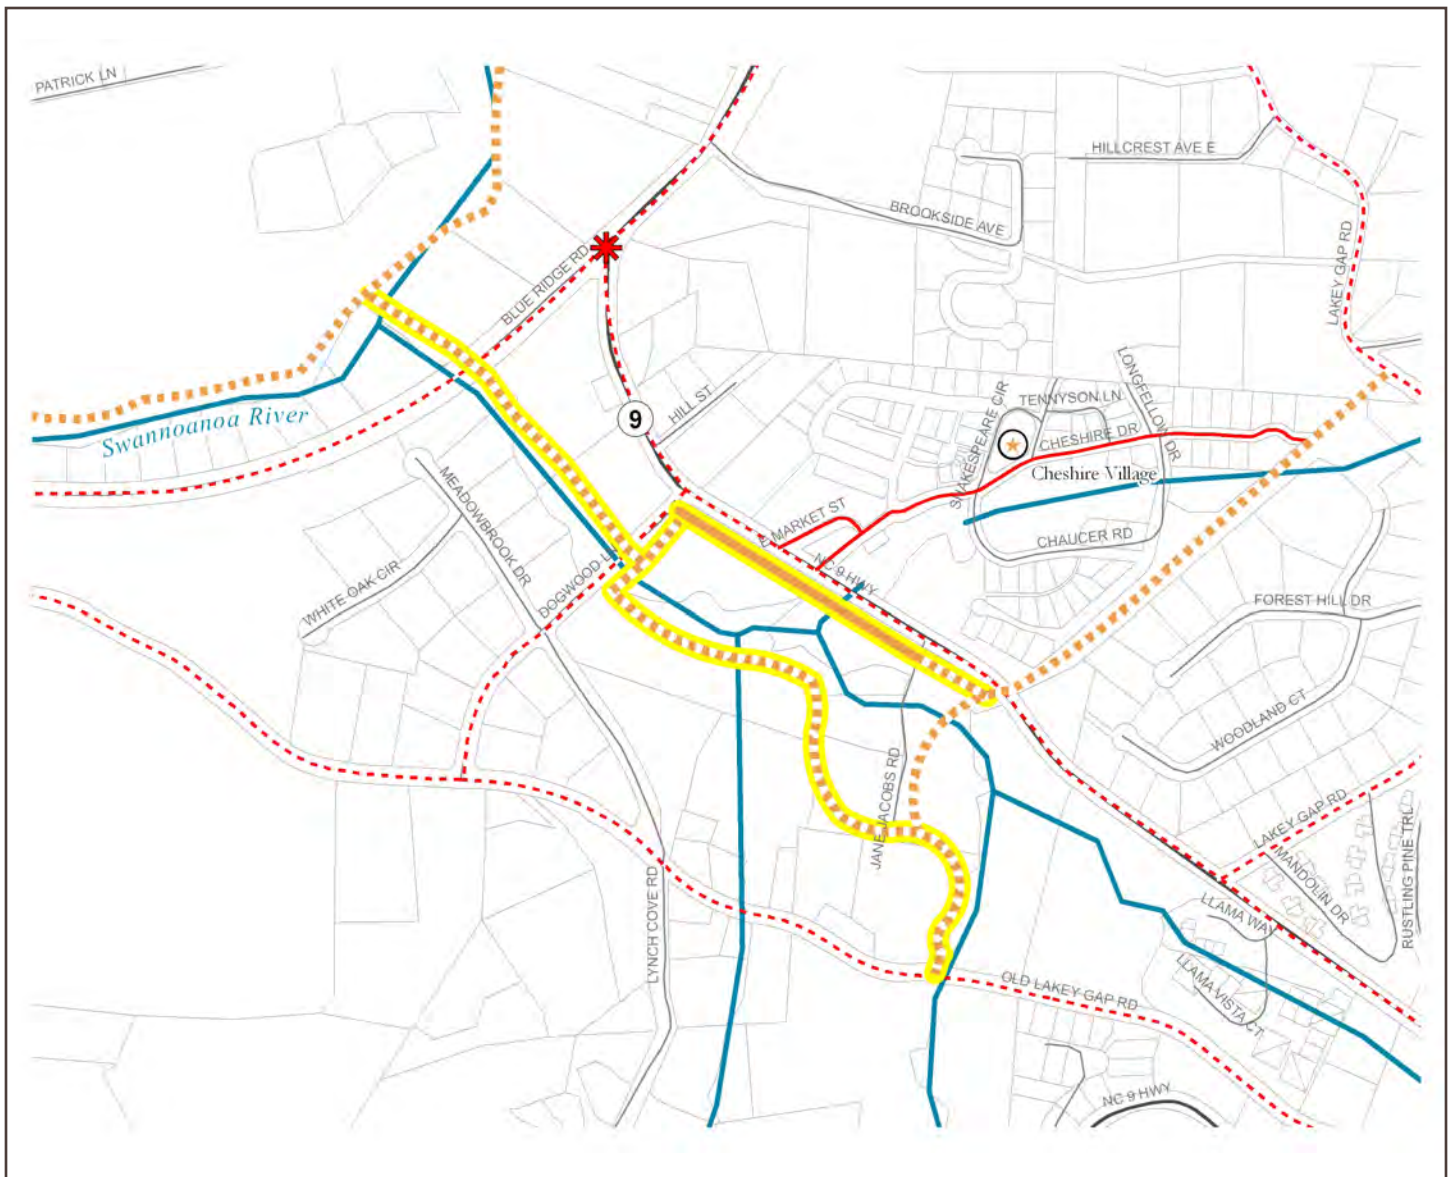 PATRICK LN
HILLCREST AVE E
BROOKSIDE AVE
BLUE RIDGE RD
LAKEY GAP RD
Swannoanoa River
9
HILL ST
SNAKESPEARE CIR
TENNYSON LN
LONGFELLOW DR
CHESHIRE DR
Cheshire Village
MEADOWBROOK DR
E MARKET ST
CHAUCER RD
WHITE OAK CIR
DOGWOOD LN
NC 9 HWY
FOREST HILL DR
WOODLAND CT
JANE JACOBS RD
LAKEY GAP RD
MANDOLIN DR
RUSTLING PINE TRL
LYNCH COVE RD
LLAMA WAY
LLAMA VISTA CT
OLD LAKEY GAP RD
NC 9 HWY